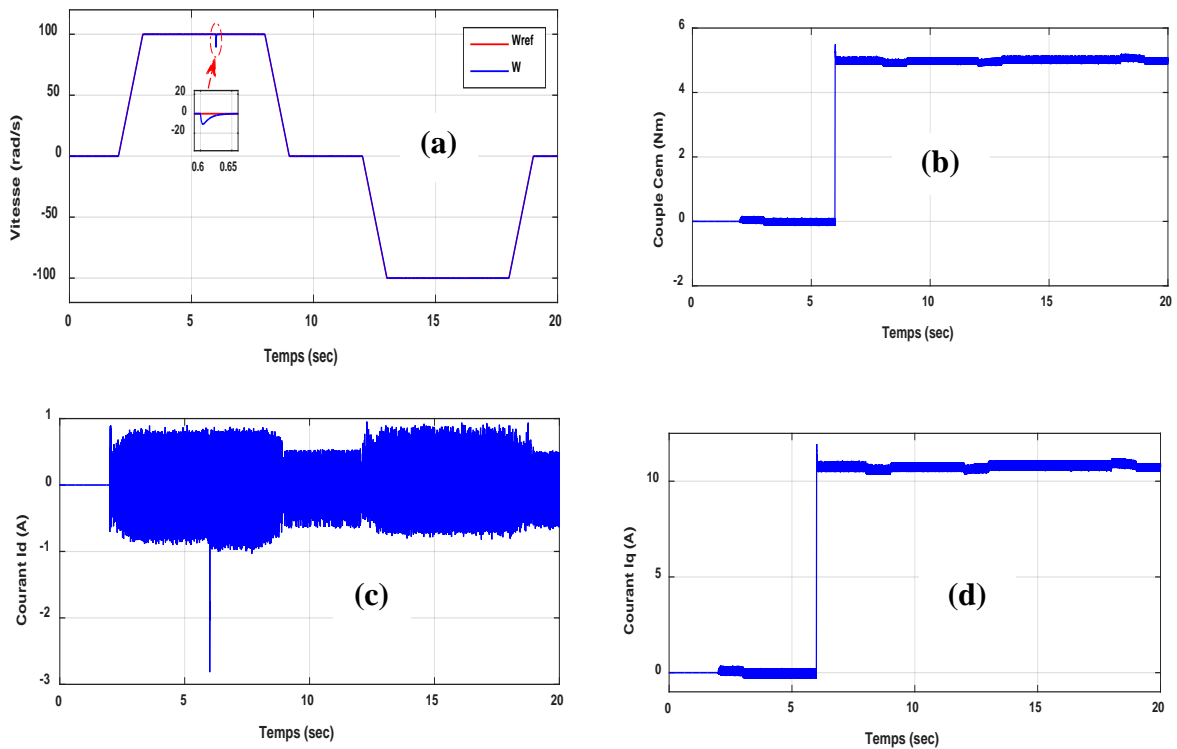 100
50
0
-50
-100
Vitesse (rad/s)
0 5 10 15 20
Temps (sec)
Wref
W
20
0
-20
0.6 0.65
(a)
6
4
2
0
-2
Couple Cem (Nm)
0 5 10 15 20
Temps (sec)
(b)
1
0
-1
-2
-3
Courant Id (A)
0 5 10 15 20
Temps (sec)
(c)
10
5
0
Courant Iq (A)
0 5 10 15 20
Temps (sec)
(d)